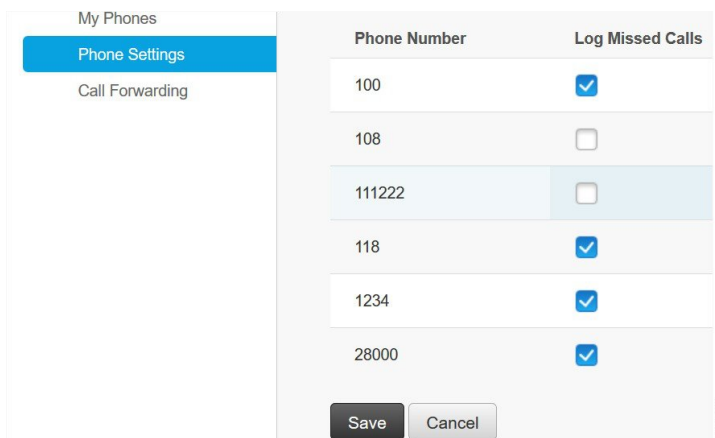 My Phones
Phone Settings
Call Forwarding
Phone Number Log Missed Calls
100
108
111222
118
1234
28000
Save Cancel